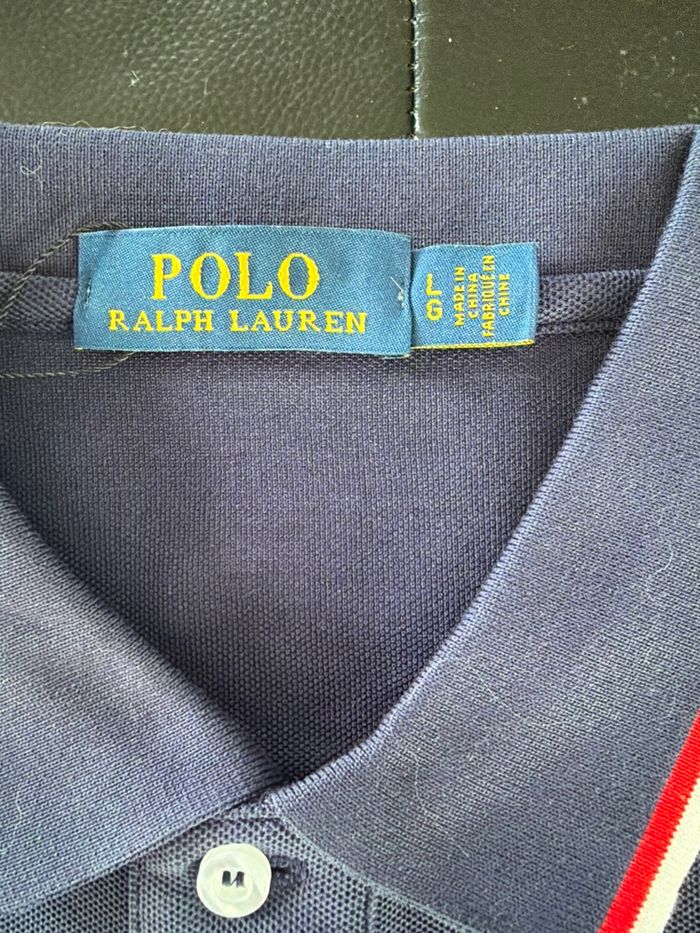 POLO
RALPH LAUREN
L
G
MADE IN
CHINA
FABRIQUÉ EN
CHINE